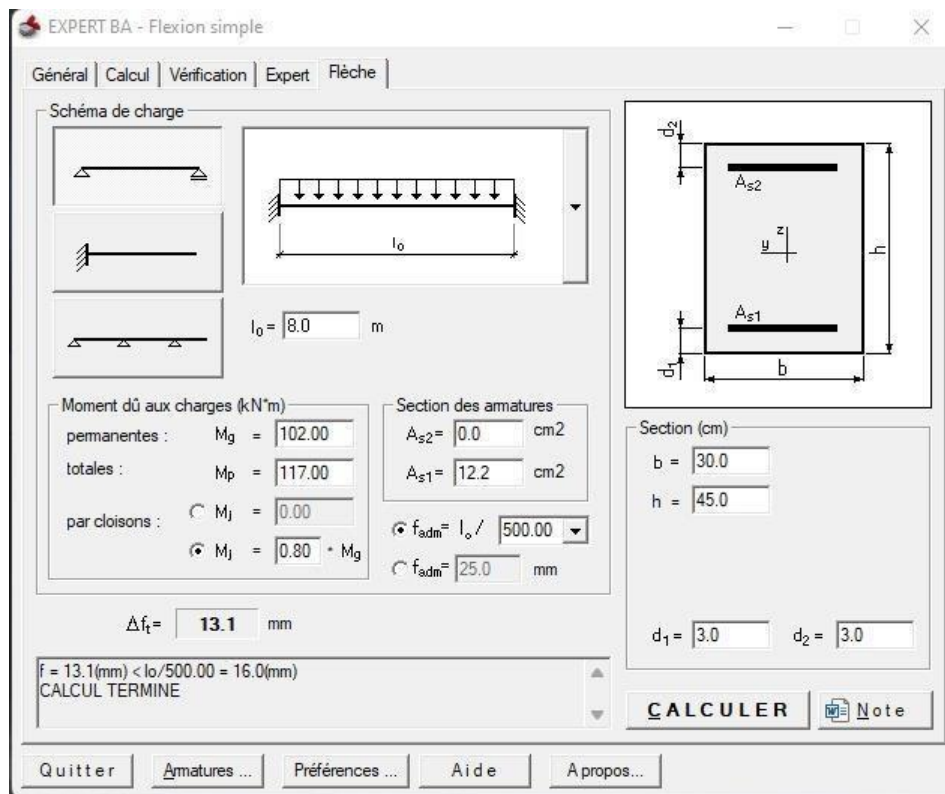 EXPERT BA - Flexion simple
Général Calcul Vérification Expert Flèche
Schéma de charge
lo
lo = 8.0 m
Moment dû aux charges (kN*m)
permanentes : Mg = 102.00
totales : Mp = 117.00
par cloisons : Mj = 0.00
Mj = 0.80 * Mg
Section des armatures
As2= 0.0 cm2
As1= 12.2 cm2
fadm= lo/ 500.00
fadm= 25.0 mm
Δft= 13.1 mm
f = 13.1(mm) < lo/500.00 = 16.0(mm)
CALCUL TERMINE
d2
As2
z
y
h
As1
d1
b
Section (cm)
b = 30.0
h = 45.0
d1 = 3.0 d2 = 3.0
CALCULER Note
Quitter Armatures ... Préférences ... Aide A propos...